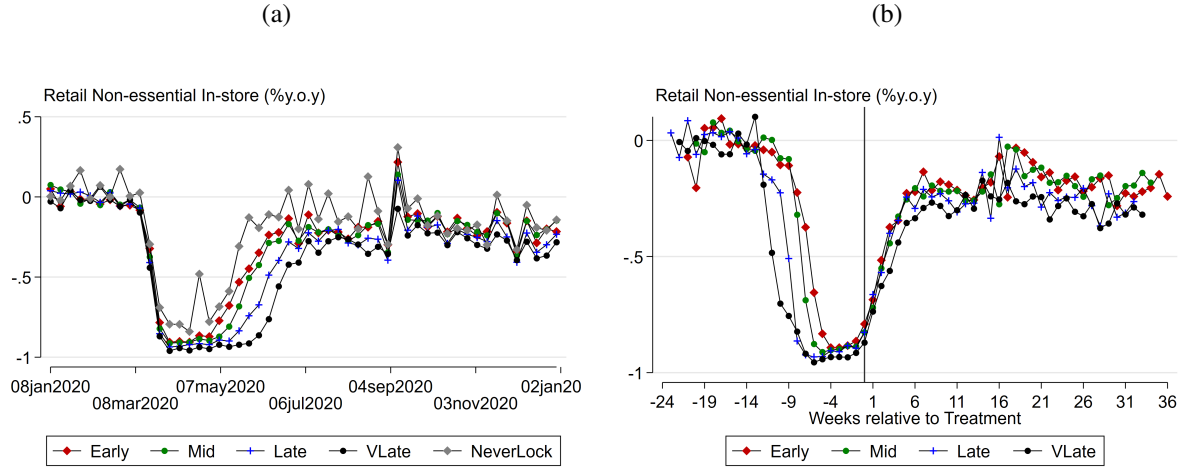 (a)
(b)
Retail Non-essential In-store (%y.o.y)
.5
0
-.5
-1
08jan2020
07may2020
04sep2020
02jan20
08mar2020
06jul2020
03nov2020
Early Mid Late VLate NeverLock
Retail Non-essential In-store (%y.o.y)
0
-.5
-1
-24 -19 -14 -9 -4 1 6 11 16 21 26 31 36
Weeks relative to Treatment
Early Mid Late VLate